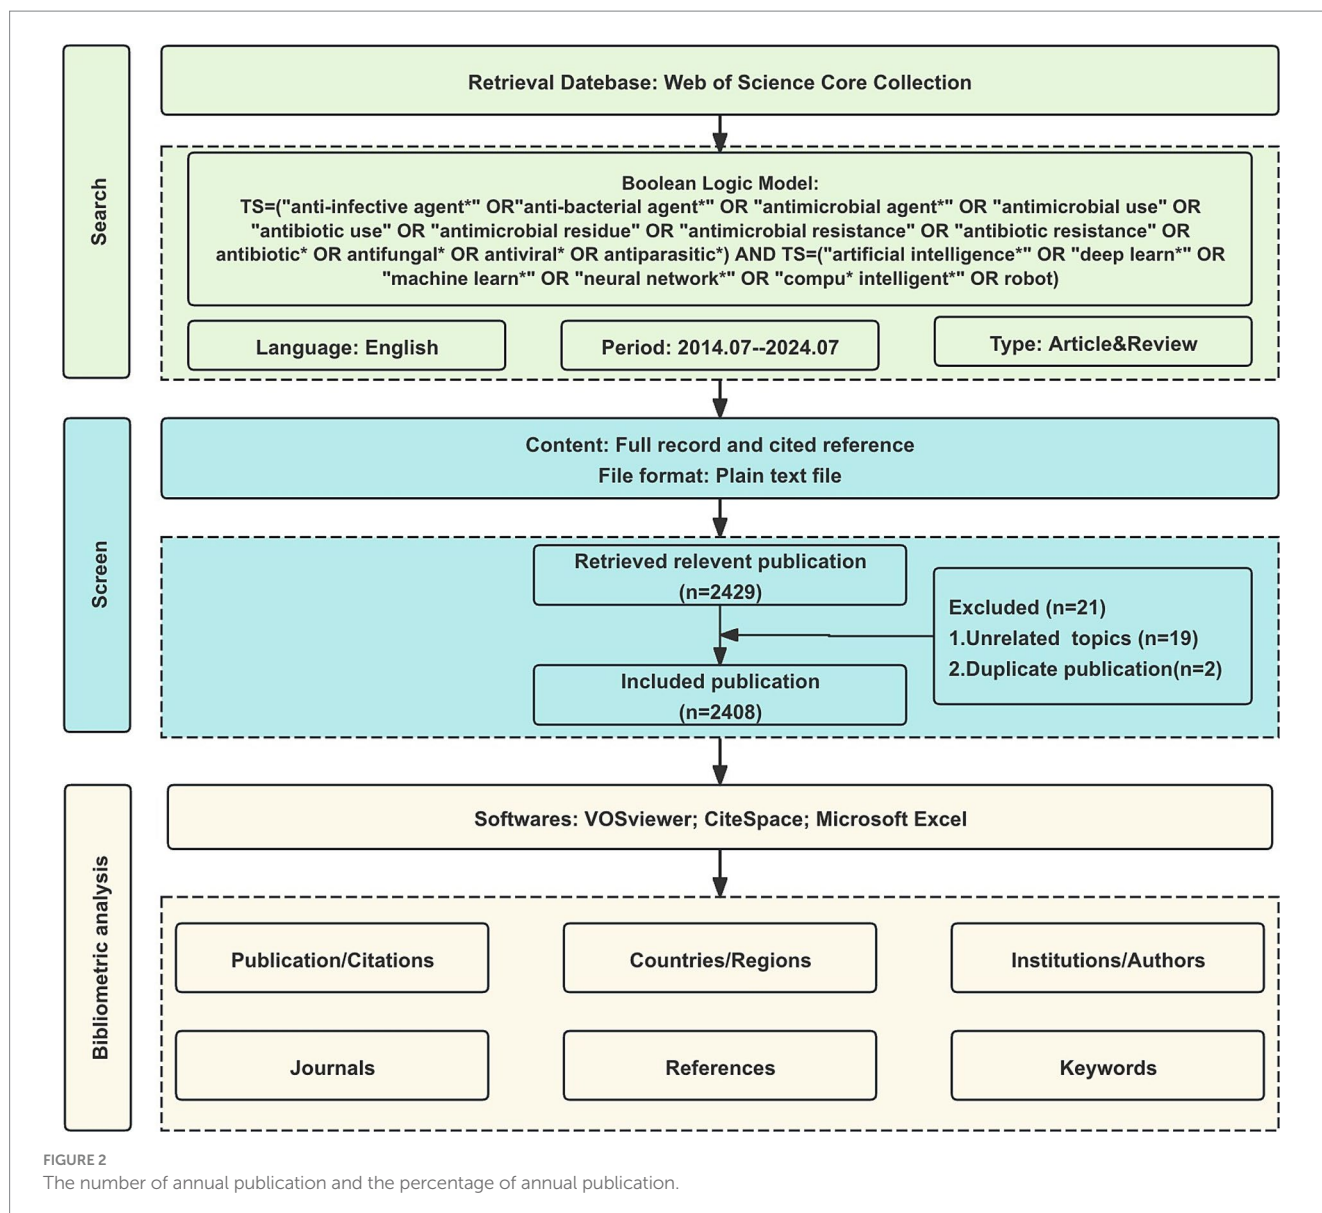 Search
Retrieval Datebase: Web of Science Core Collection
Boolean Logic Model:
TS=("anti-infective agent*" OR"anti-bacterial agent*" OR "antimicrobial agent*" OR "antimicrobial use" OR
"antibiotic use" OR "antimicrobial residue" OR "antimicrobial resistance" OR "antibiotic resistance" OR
antibiotic* OR antifungal* OR antiviral* OR antiparasitic*) AND TS=("artificial intelligence*" OR "deep learn*" OR
"machine learn*" OR "neural network*" OR "compu* intelligent*" OR robot)
Language: English
Period: 2014.07--2024.07
Type: Article&Review
Screen
Content: Full record and cited reference
File format: Plain text file
Retrieved relevent publication
(n=2429)
Excluded (n=21)
1.Unrelated topics (n=19)
2.Duplicate publication(n=2)
Included publication
(n=2408)
Bibliometric analysis
Softwares: VOSviewer; CiteSpace; Microsoft Excel
Publication/Citations
Countries/Regions
Institutions/Authors
Journals
References
Keywords
FIGURE 2
The number of annual publication and the percentage of annual publication.